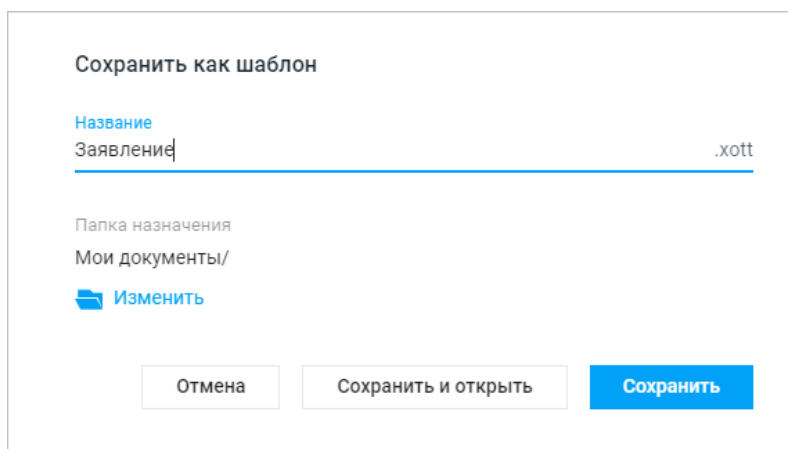 Сохранить как шаблон
Название
Заявление .xott
Папка назначения
Мои документы/
Изменить
Отмена Сохранить и открыть Сохранить